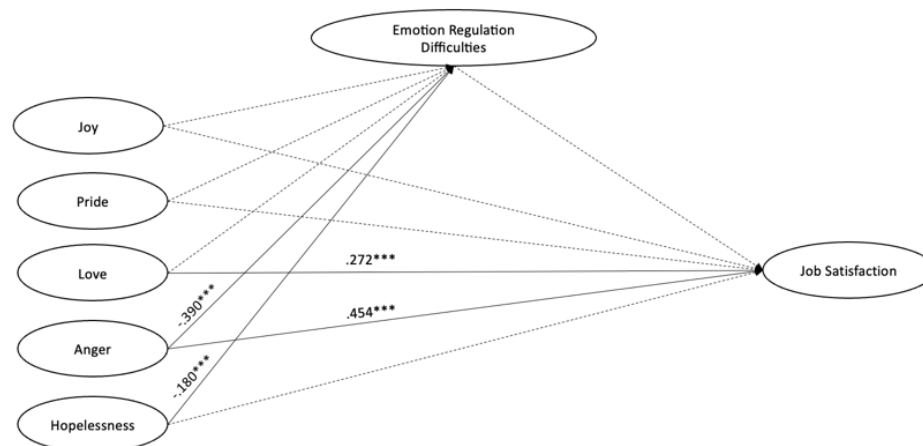 Emotion Regulation
Difficulties
Joy
Pride
Love
.272***
Job Satisfaction
-.390***
.454***
Anger
-.180***
Hopelessness